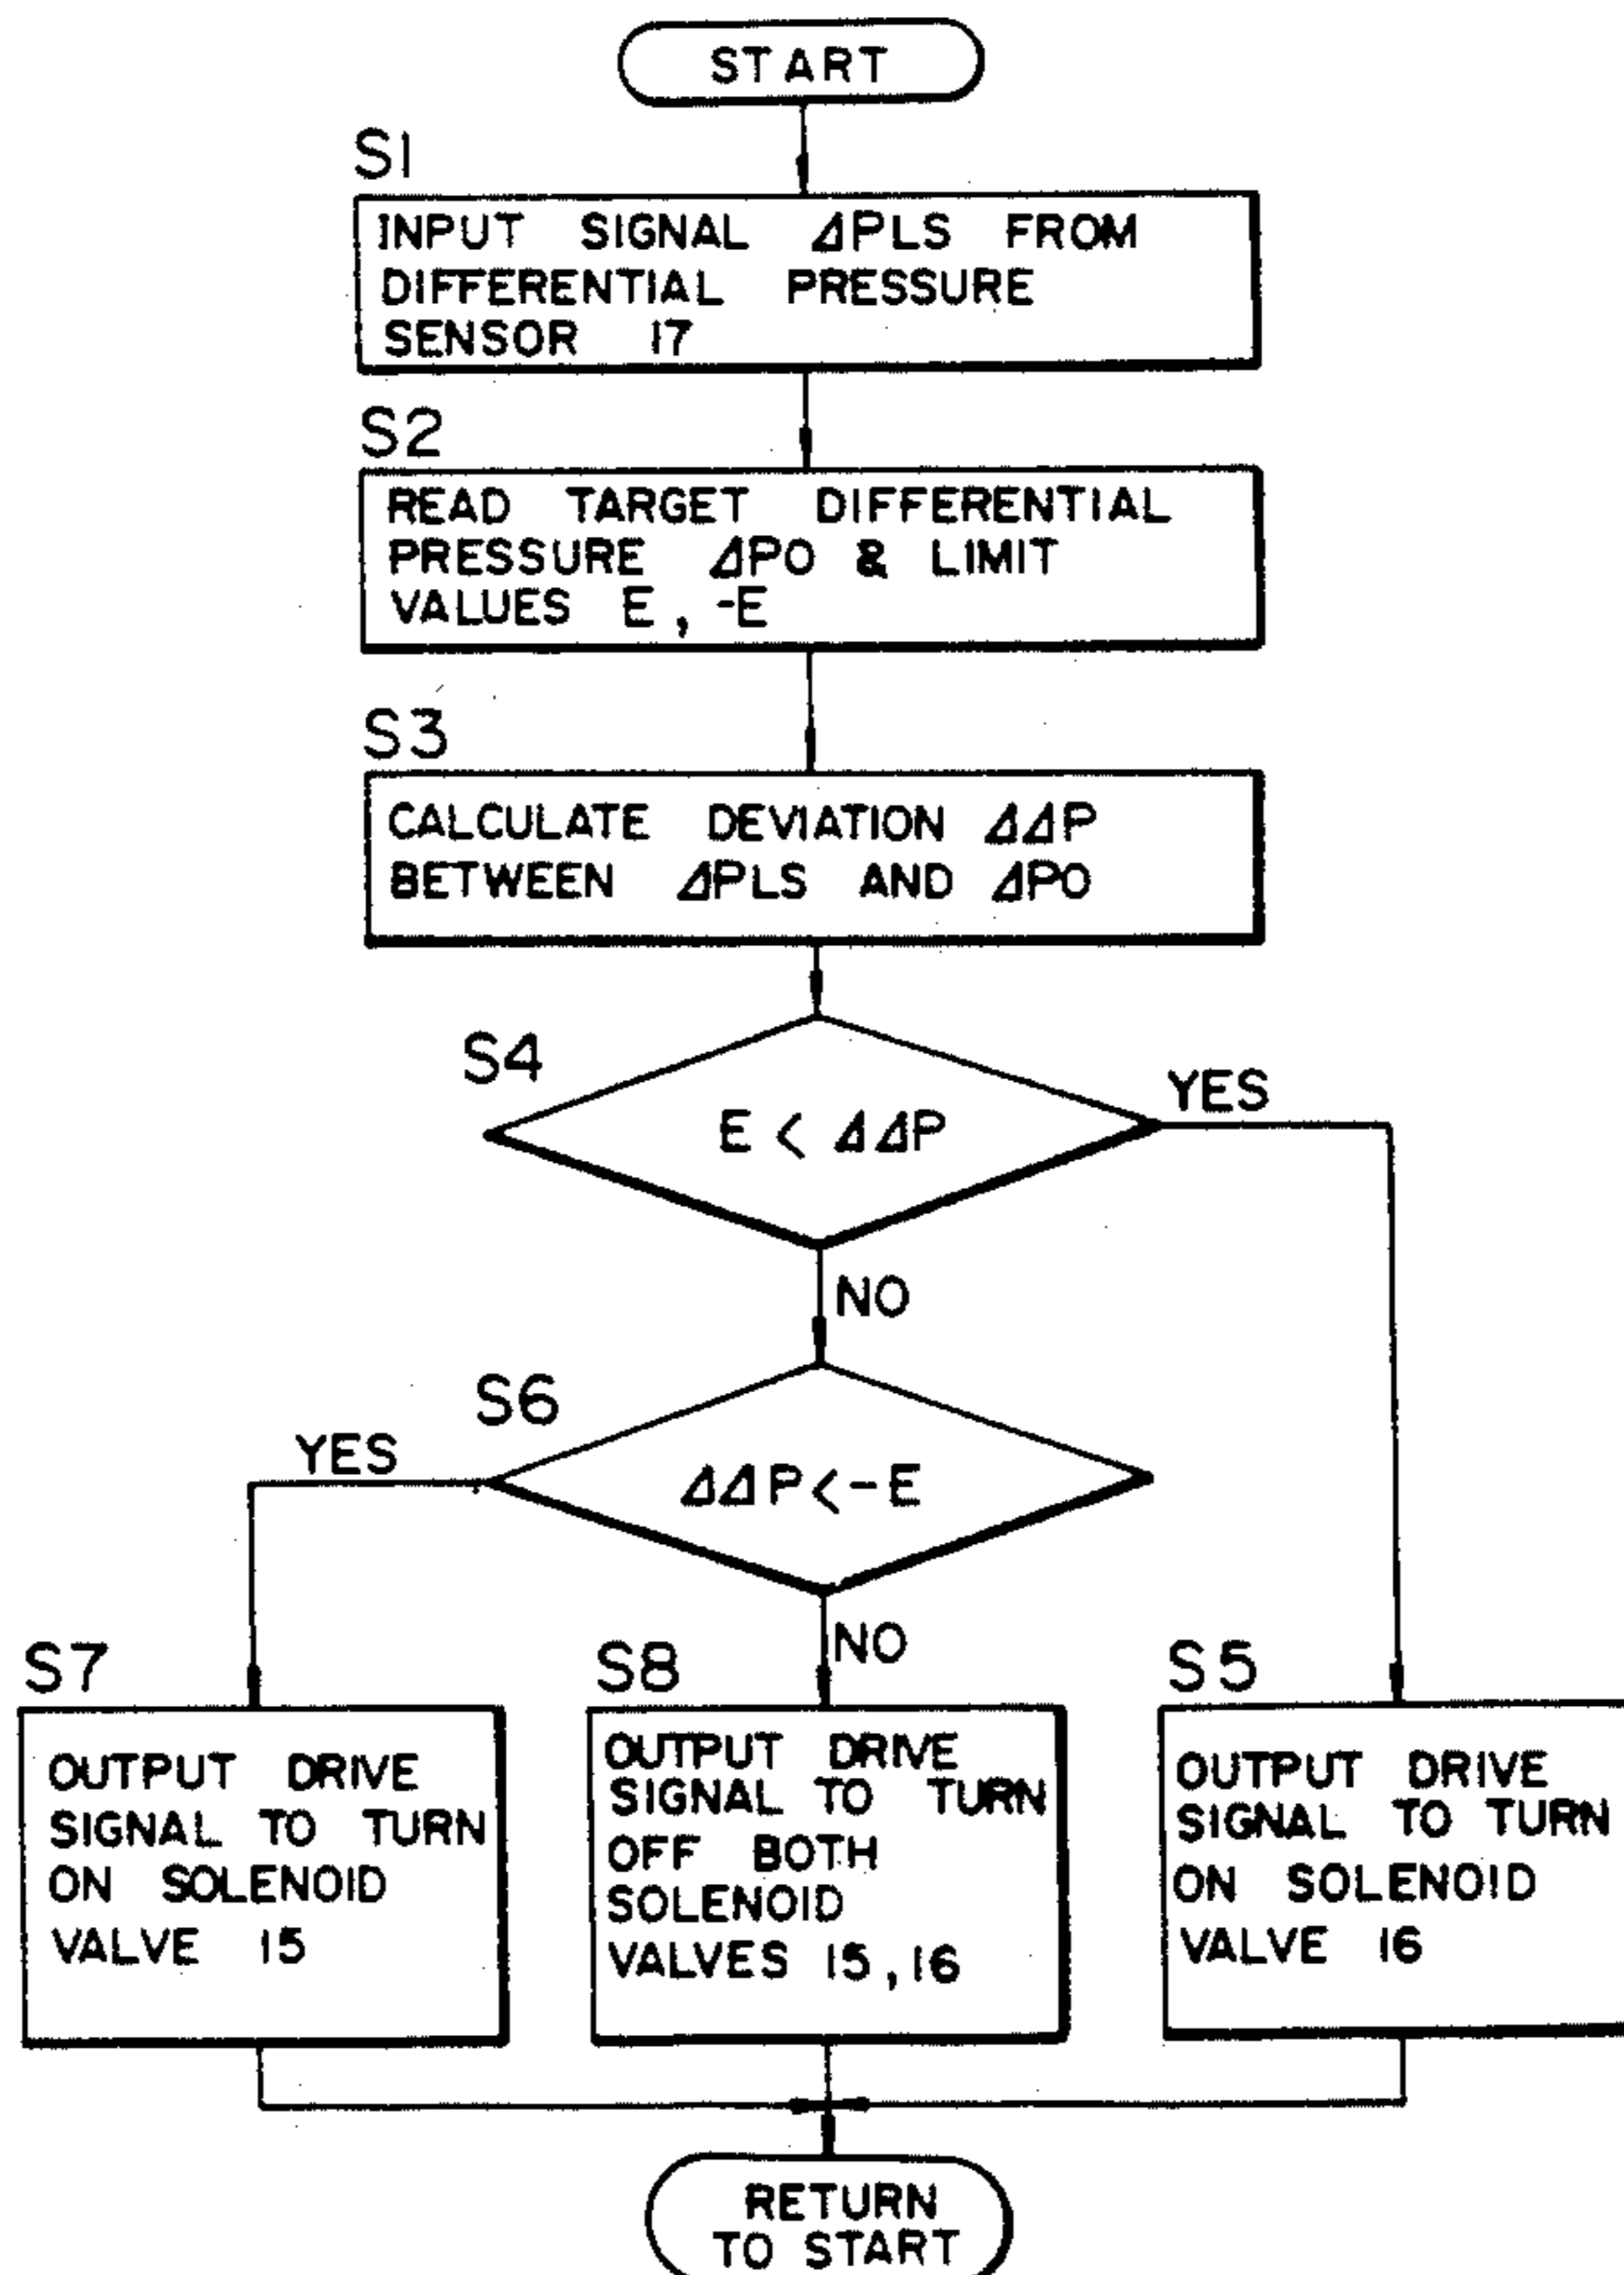 START
S1
INPUT SIGNAL ΔPLS FROM
DIFFERENTIAL PRESSURE
SENSOR 17
S2
READ TARGET DIFFERENTIAL
PRESSURE ΔPO & LIMIT
VALUES E, -E
S3
CALCULATE DEVIATION ΔΔP
BETWEEN ΔPLS AND ΔPO
S4
E < ΔΔP
YES
NO
S6
ΔΔP<-E
YES
NO
S7
OUTPUT DRIVE
SIGNAL TO TURN
ON SOLENOID
VALVE 15
S8
OUTPUT DRIVE
SIGNAL TO TURN
OFF BOTH
SOLENOID
VALVES 15,16
S5
OUTPUT DRIVE
SIGNAL TO TURN
ON SOLENOID
VALVE 16
RETURN
TO START